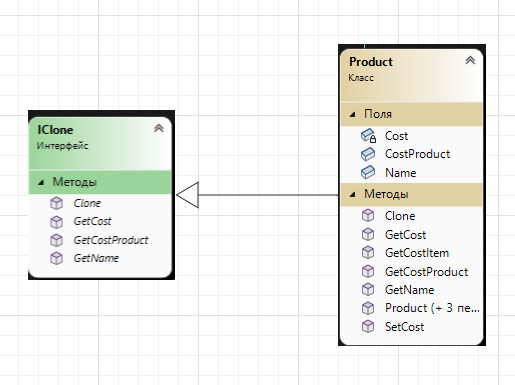 IClone
Интерфейс
Методы
Clone
GetCost
GetCostProduct
GetName
Product
Класс
Поля
Cost
CostProduct
Name
Методы
Clone
GetCost
GetCostItem
GetCostProduct
GetName
Product (+ 3 пе...
SetCost